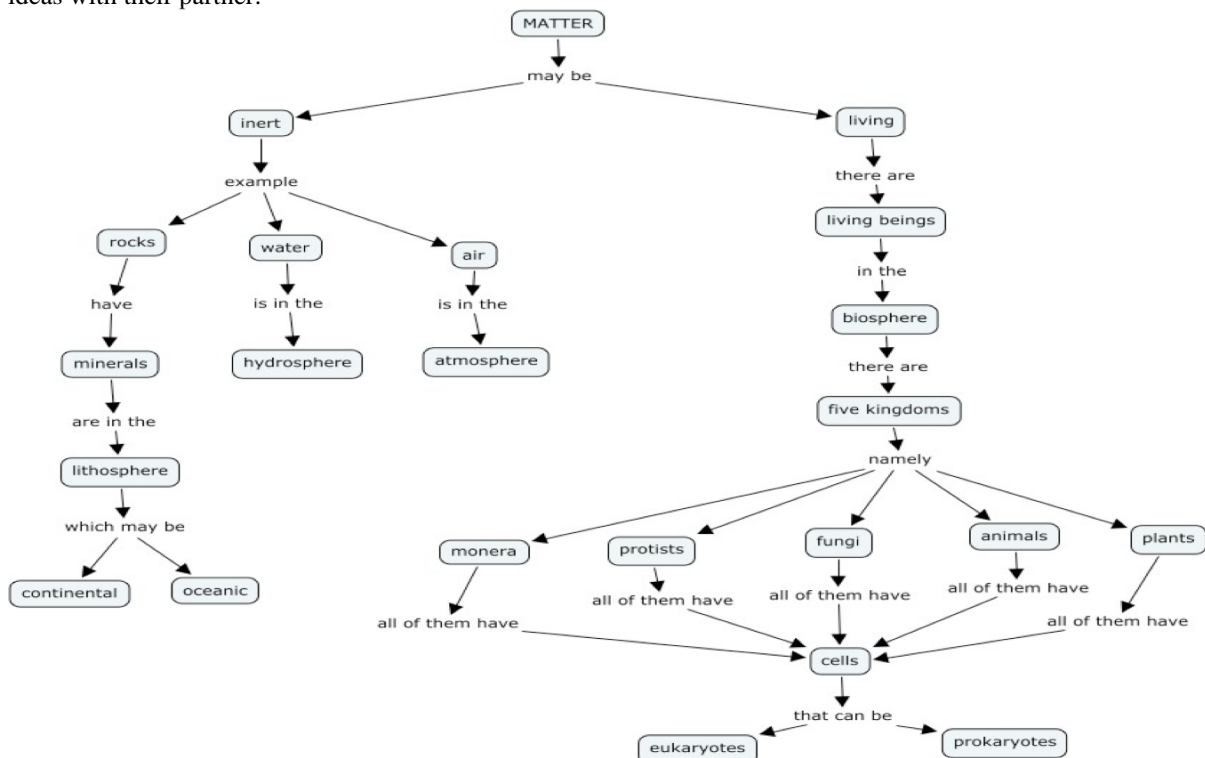 ideas with their partner.
MATTER
may be
inert
living
example
there are
rocks
water
air
living beings
have
is in the
is in the
in the
minerals
hydrosphere
atmosphere
biosphere
are in the
there are
lithosphere
five kingdoms
which may be
namely
continental
oceanic
monera
protists
fungi
animals
plants
all of them have
all of them have
all of them have
all of them have
all of them have
cells
that can be
eukaryotes
prokaryotes